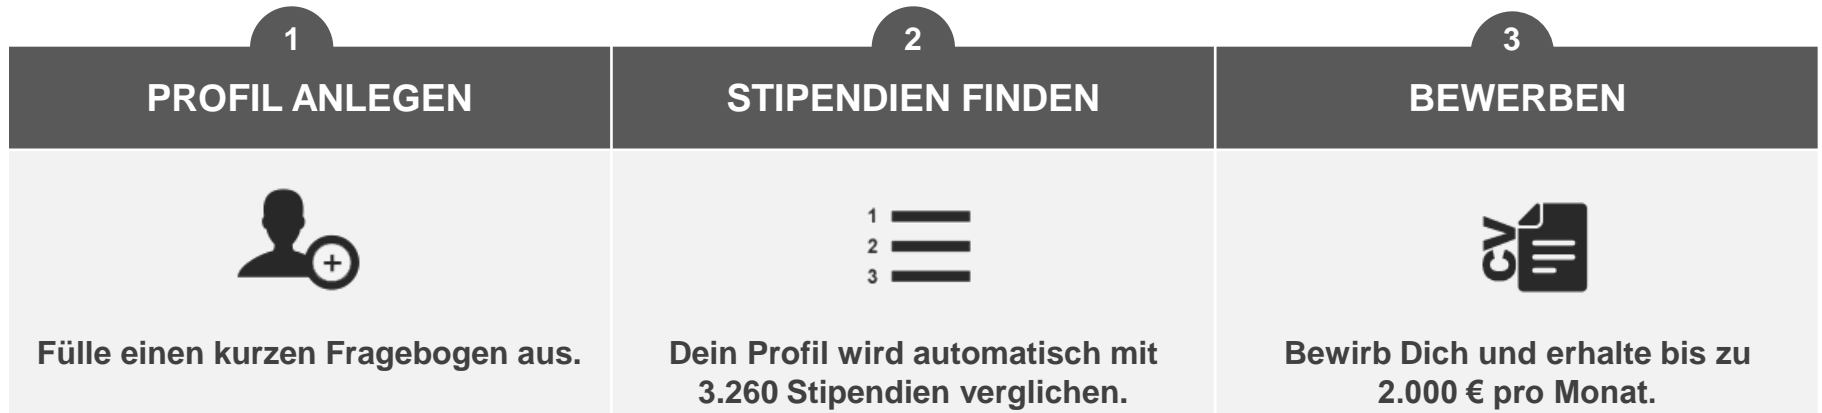 1
PROFIL ANLEGEN
Fülle einen kurzen Fragebogen aus.
2
STIPENDIEN FINDEN
1
2
3
Dein Profil wird automatisch mit
3.260 Stipendien verglichen.
3
BEWERBEN
CV
Bewirb Dich und erhalte bis zu
2.000 € pro Monat.